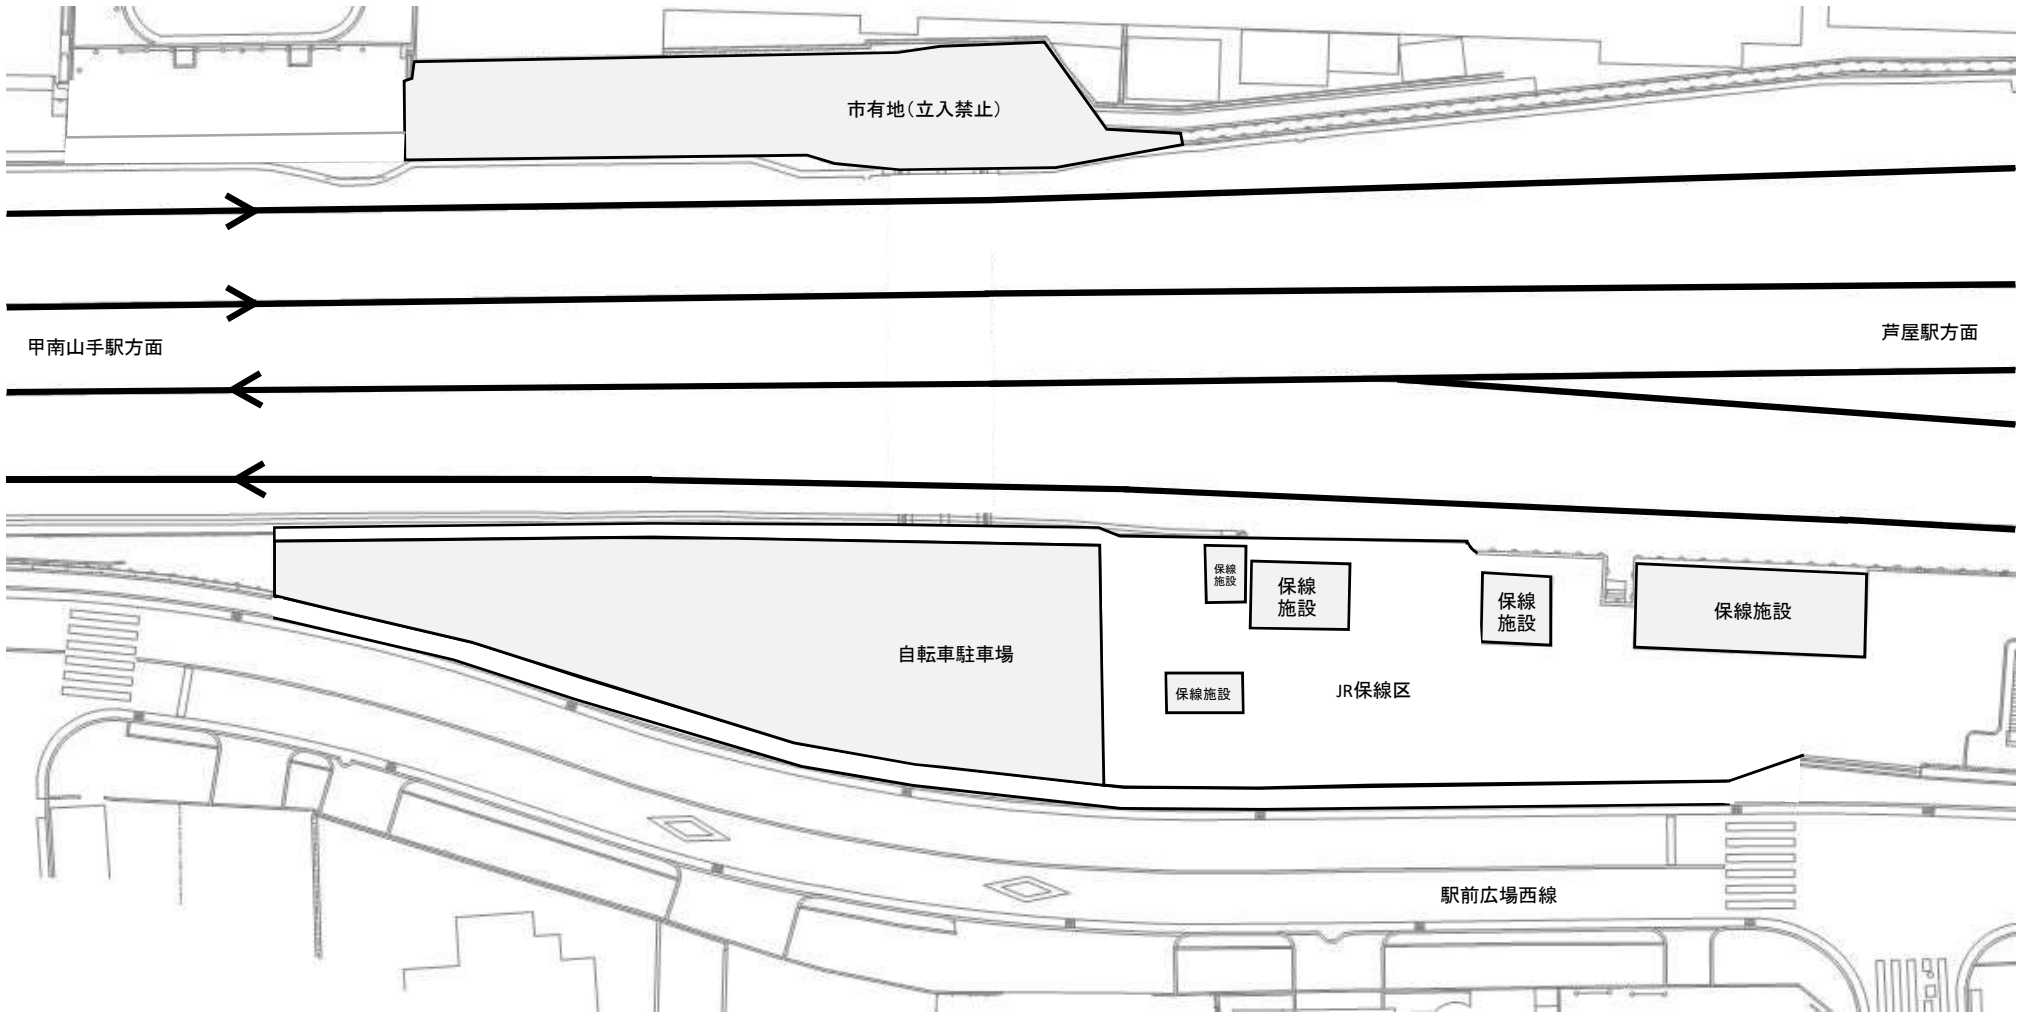 市有地(立入禁止)
甲南山手駅方面
芦屋駅方面
保線
施設
保線
施設
保線
施設
保線施設
自転車駐車場
保線施設
JR保線区
駅前広場西線